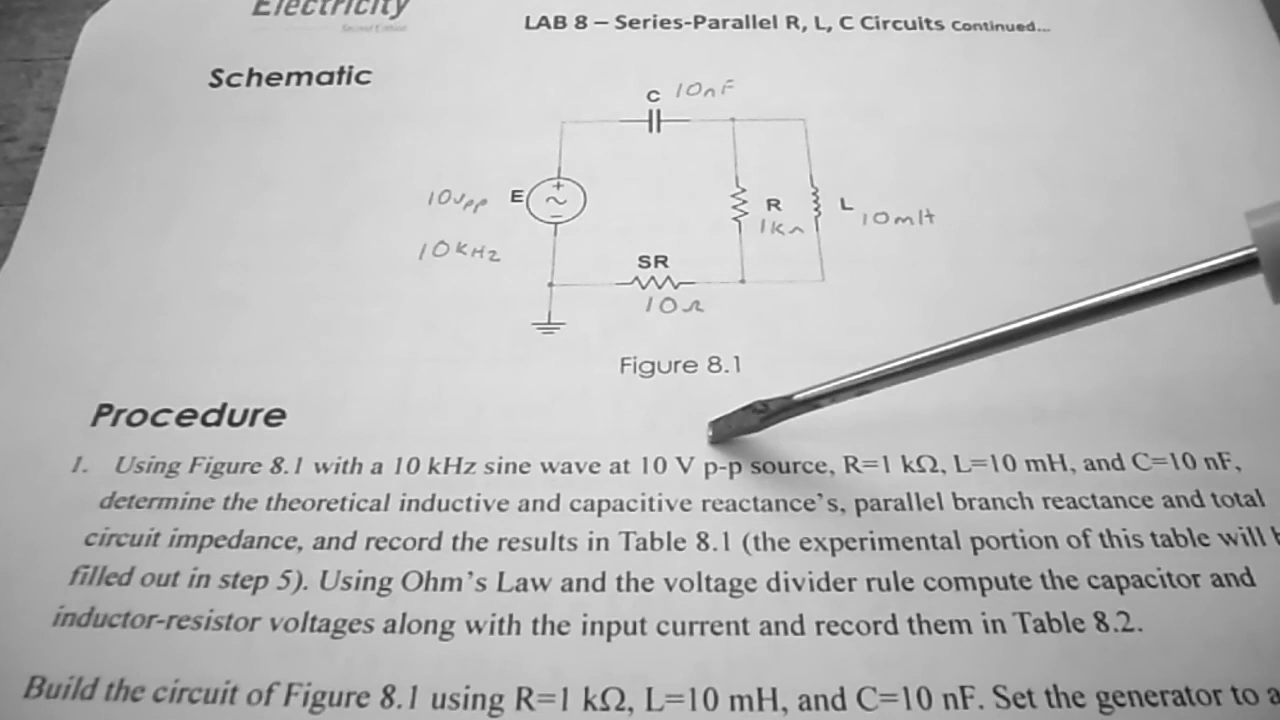 Electricity
Second Edition
LAB 8 – Series-Parallel R, L, C Circuits Continued...
Schematic
C 10nF
10Vpp E
R
L
10mH
1kΩ
10kHz
SR
10Ω
Figure 8.1
Procedure
1. Using Figure 8.1 with a 10 kHz sine wave at 10 V p-p source, R=1 kΩ, L=10 mH, and C=10 nF,
determine the theoretical inductive and capacitive reactance's, parallel branch reactance and total
circuit impedance, and record the results in Table 8.1 (the experimental portion of this table will b
filled out in step 5). Using Ohm's Law and the voltage divider rule compute the capacitor and
inductor-resistor voltages along with the input current and record them in Table 8.2.
Build the circuit of Figure 8.1 using R=1 kΩ, L=10 mH, and C=10 nF. Set the generator to a